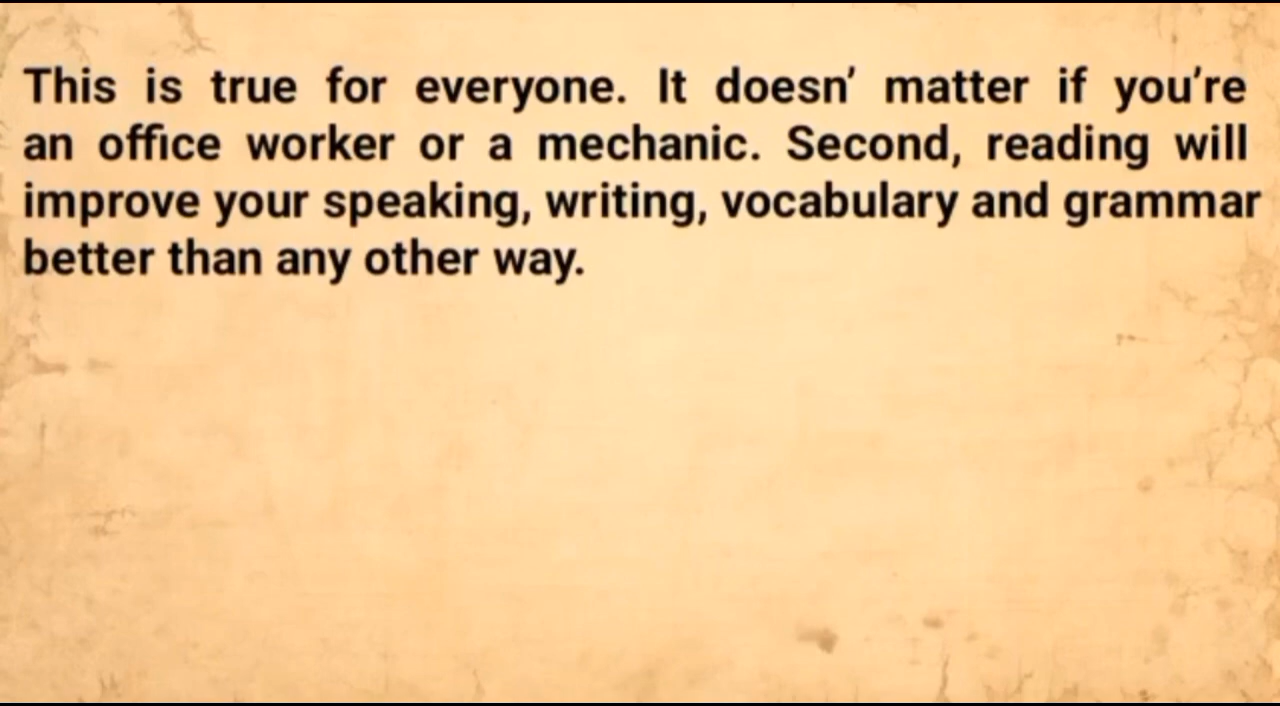 This is true for everyone. It doesn’ matter if you’re
an office worker or a mechanic. Second, reading will
improve your speaking, writing, vocabulary and grammar
better than any other way.